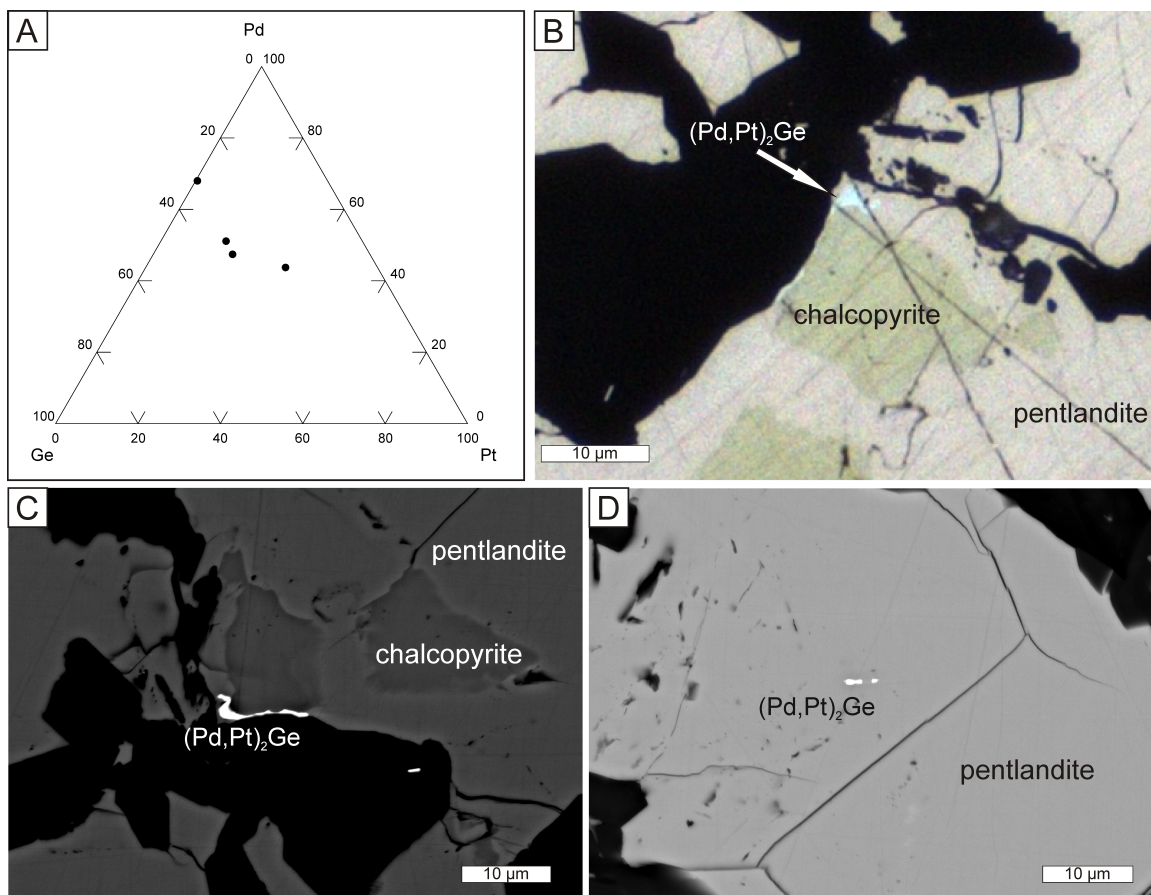 A
Pd
0 100
20 80
40 60
60 40
80 20
100 0
0 20 40 60 80 100
Ge Pt
B
(Pd,Pt)₂Ge
chalcopyrite
pentlandite
10 µm
C
pentlandite
chalcopyrite
(Pd,Pt)₂Ge
10 µm
D
(Pd,Pt)₂Ge
pentlandite
10 µm